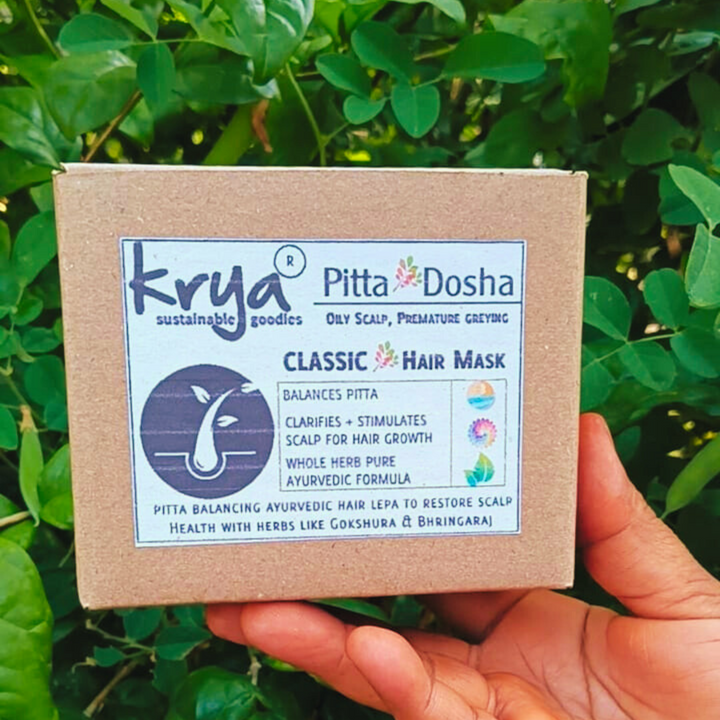 krya®
sustainable goodies
Pitta Dosha
OILY SCALP, PREMATURE GREYING
CLASSIC HAIR MASK
BALANCES PITTA
CLARIFIES + STIMULATES
SCALP FOR HAIR GROWTH
WHOLE HERB PURE
AYURVEDIC FORMULA
PITTA BALANCING AYURVEDIC HAIR LEPA TO RESTORE SCALP
HEALTH WITH HERBS LIKE GOKSHURA & BHRINGARAJ